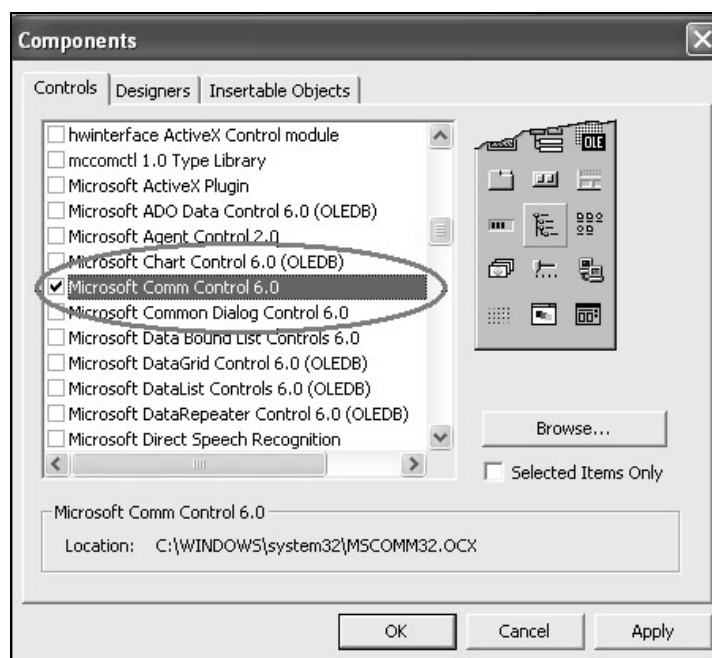 Components
Controls
Designers
Insertable Objects
hwinterface ActiveX Control module
mccomctl 1.0 Type Library
Microsoft ActiveX Plugin
Microsoft ADO Data Control 6.0 (OLEDB)
Microsoft Agent Control 2.0
Microsoft Chart Control 6.0 (OLEDB)
Microsoft Comm Control 6.0
Microsoft Common Dialog Control 6.0
Microsoft Data Bound List Controls 6.0
Microsoft DataGrid Control 6.0 (OLEDB)
Microsoft DataList Controls 6.0 (OLEDB)
Microsoft DataRepeater Control 6.0 (OLEDB)
Microsoft Direct Speech Recognition
OLE
Browse...
Selected Items Only
Microsoft Comm Control 6.0
Location: C:\WINDOWS\system32\MSCOMM32.OCX
OK
Cancel
Apply